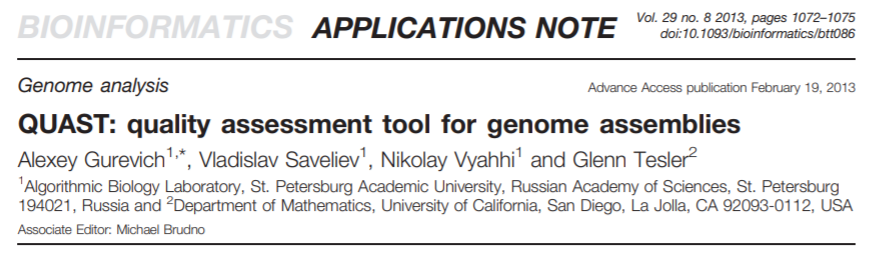 BIOINFORMATICS APPLICATIONS NOTE
Vol. 29 no. 8 2013, pages 1072–1075
doi:10.1093/bioinformatics/btt086
Genome analysis
Advance Access publication February 19, 2013
QUAST: quality assessment tool for genome assemblies
Alexey Gurevich1,*, Vladislav Saveliev1, Nikolay Vyahhi1 and Glenn Tesler2
1Algorithmic Biology Laboratory, St. Petersburg Academic University, Russian Academy of Sciences, St. Petersburg
194021, Russia and 2Department of Mathematics, University of California, San Diego, La Jolla, CA 92093-0112, USA
Associate Editor: Michael Brudno